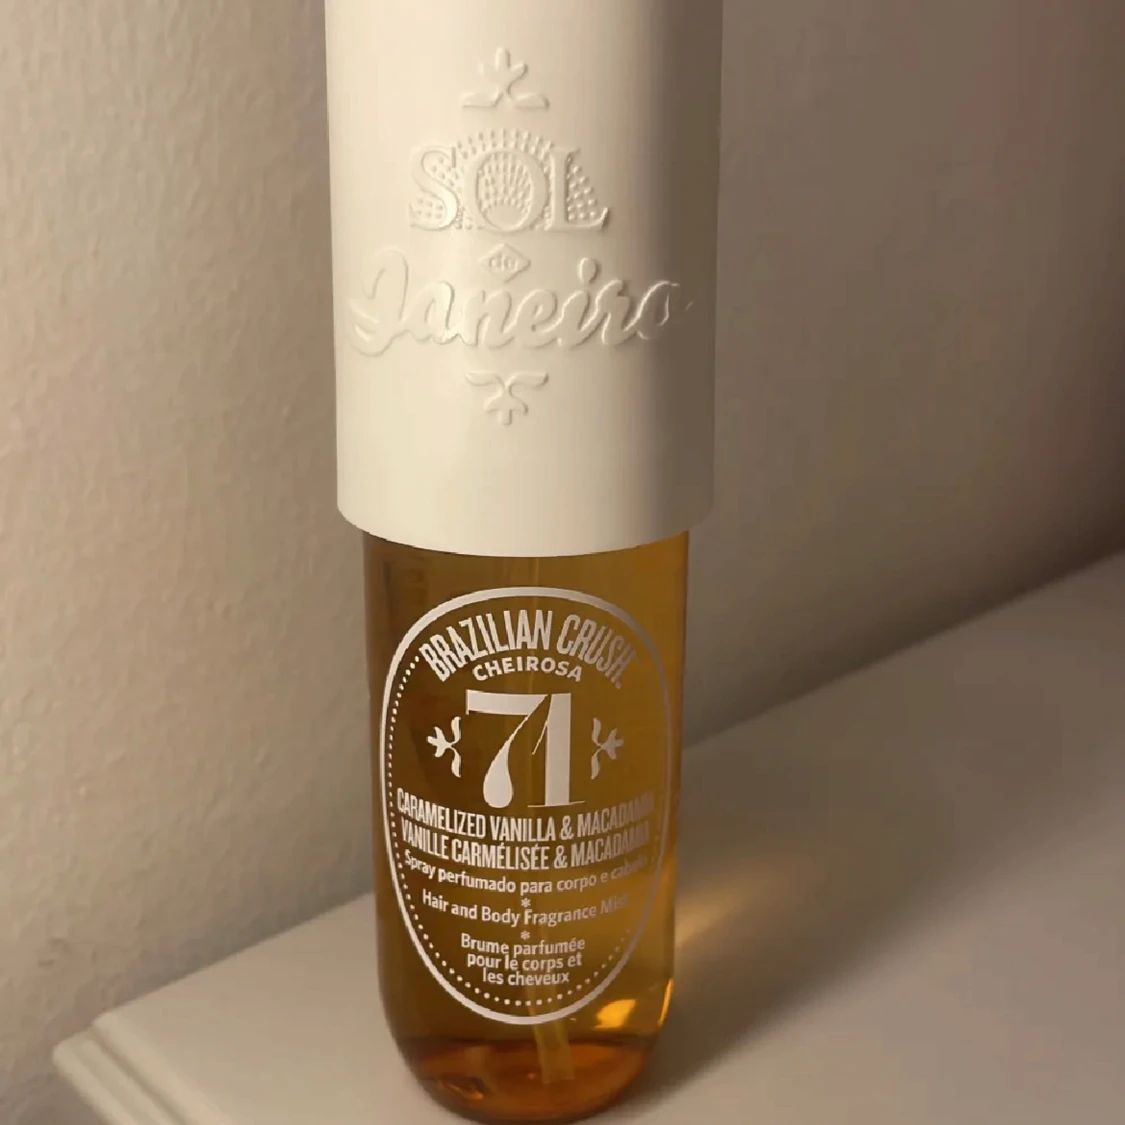 SOL
de
Janeiro
BRAZILIAN CRUSH
CHEIROSA
71
CARAMELIZED VANILLA & MACADAMIA
VANILLE CARMÉLISÉE & MACADAMIA
Spray perfumado para corpo e cabelo
*
Hair and Body Fragrance Mist
*
Brume parfumée
pour le corps et
les cheveux